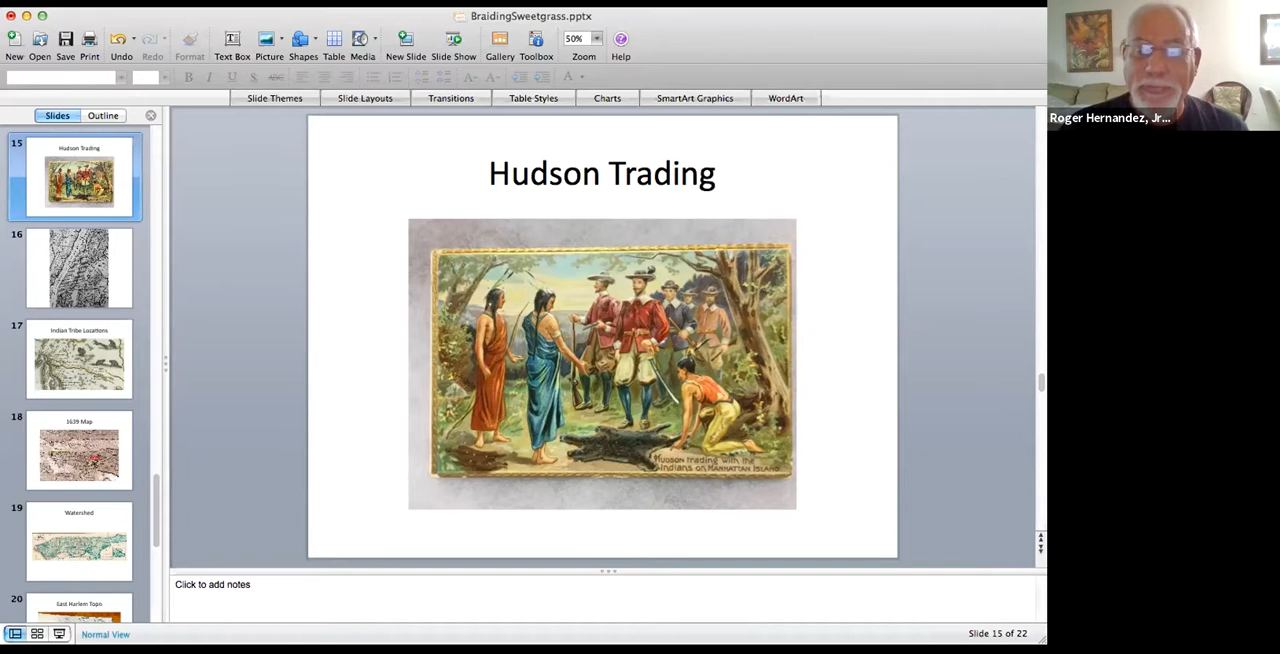 BraidingSweetgrass.pptx
New Open Save Print Undo Redo Format Text Box Picture Shapes Table Media New Slide Slide Show Gallery Toolbox Zoom Help
50%
B I U S ABC A A A
Slide Themes Slide Layouts Transitions Table Styles Charts SmartArt Graphics WordArt
Slides Outline
15
Hudson Trading
16
17
Indian Tribe Locations
18
1639 Map
19
Watershed
20
East Harlem Topo
Hudson Trading
Hudson trading with the
Indians on MANHATTAN ISLAND
Click to add notes
Normal View
Slide 15 of 22
Roger Hernandez, Jr...